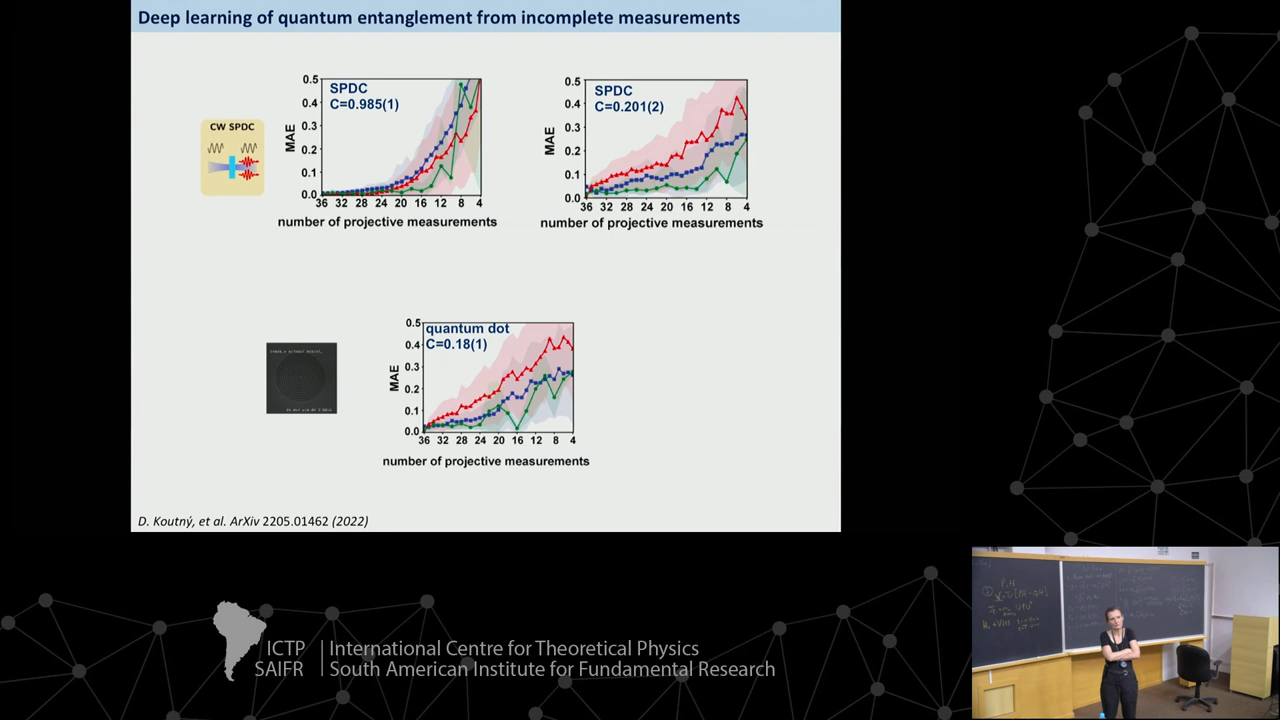 Deep learning of quantum entanglement from incomplete measurements
CW SPDC
SPDC
C=0.985(1)
MAE
0.5
0.4
0.3
0.2
0.1
0.0
36 32 28 24 20 16 12 8 4
number of projective measurements
SPDC
C=0.201(2)
MAE
0.5
0.4
0.3
0.2
0.1
0.0
36 32 28 24 20 16 12 8 4
number of projective measurements
quantum dot
C=0.18(1)
MAE
0.5
0.4
0.3
0.2
0.1
0.0
36 32 28 24 20 16 12 8 4
number of projective measurements
D. Koutný, et al. ArXiv 2205.01462 (2022)
ICTP International Centre for Theoretical Physics
SAIFR South American Institute for Fundamental Research